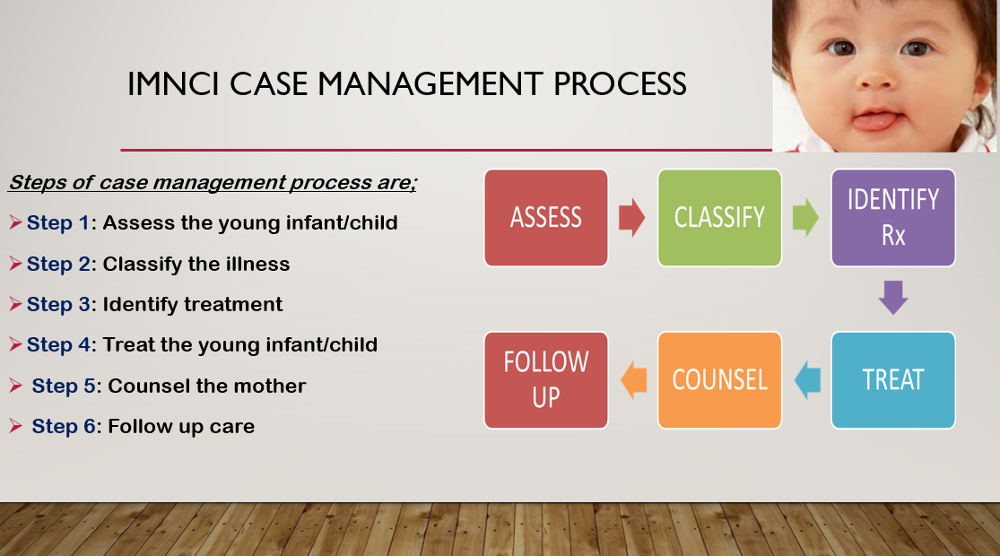 IMNCI CASE MANAGEMENT PROCESS
Steps of case management process are;
Step 1: Assess the young infant/child
Step 2: Classify the illness
Step 3: Identify treatment
Step 4: Treat the young infant/child
Step 5: Counsel the mother
Step 6: Follow up care
ASSESS
CLASSIFY
IDENTIFY
Rx
TREAT
COUNSEL
FOLLOW
UP